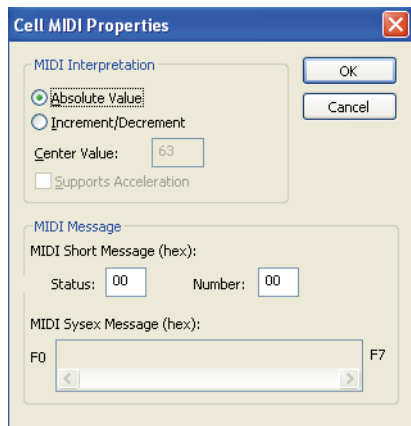 Cell MIDI Properties
MIDI Interpretation
OK
Absolute Value
Cancel
Increment/Decrement
Center Value: 63
Supports Acceleration
MIDI Message
MIDI Short Message (hex):
Status: 00 Number: 00
MIDI Sysex Message (hex):
F0 F7